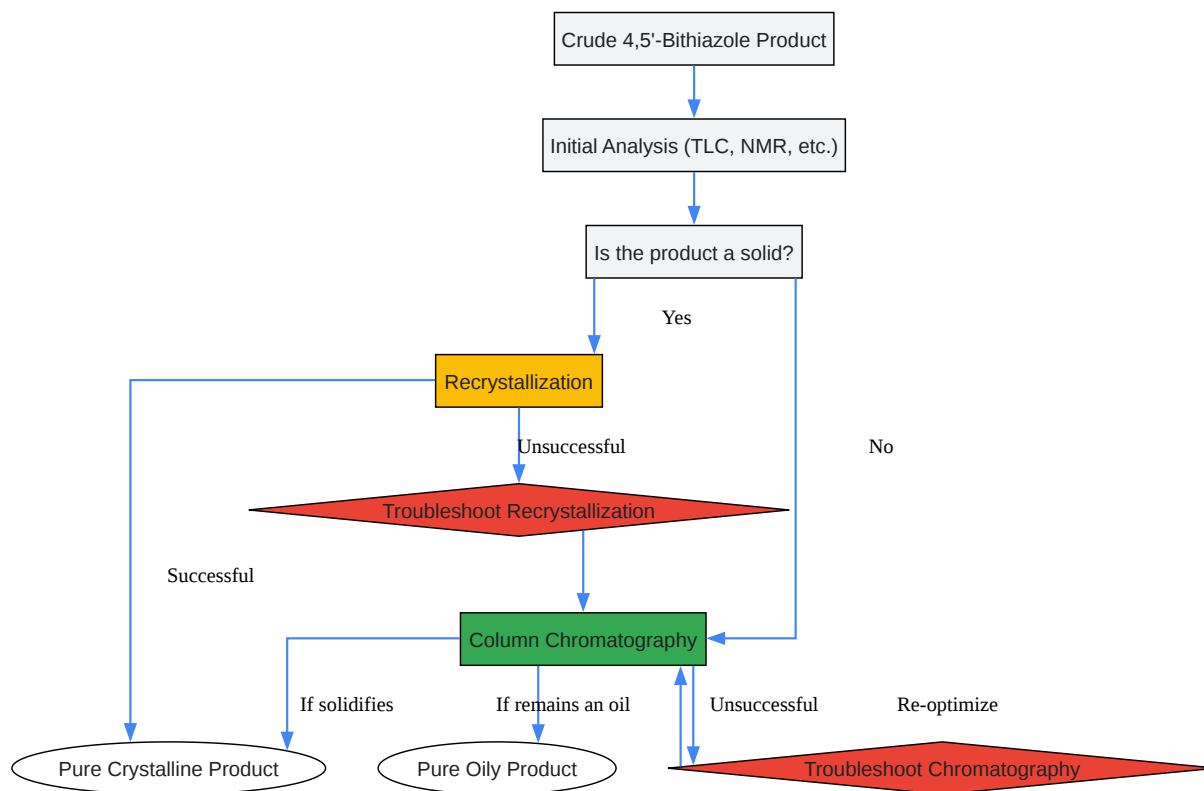 Crude 4,5'-Bithiazole Product
Initial Analysis (TLC, NMR, etc.)
Is the product a solid?
Yes
Recrystallization
Unsuccessful
No
Troubleshoot Recrystallization
Successful
Column Chromatography
If solidifies
If remains an oil
Unsuccessful
Re-optimize
Pure Crystalline Product
Pure Oily Product
Troubleshoot Chromatography